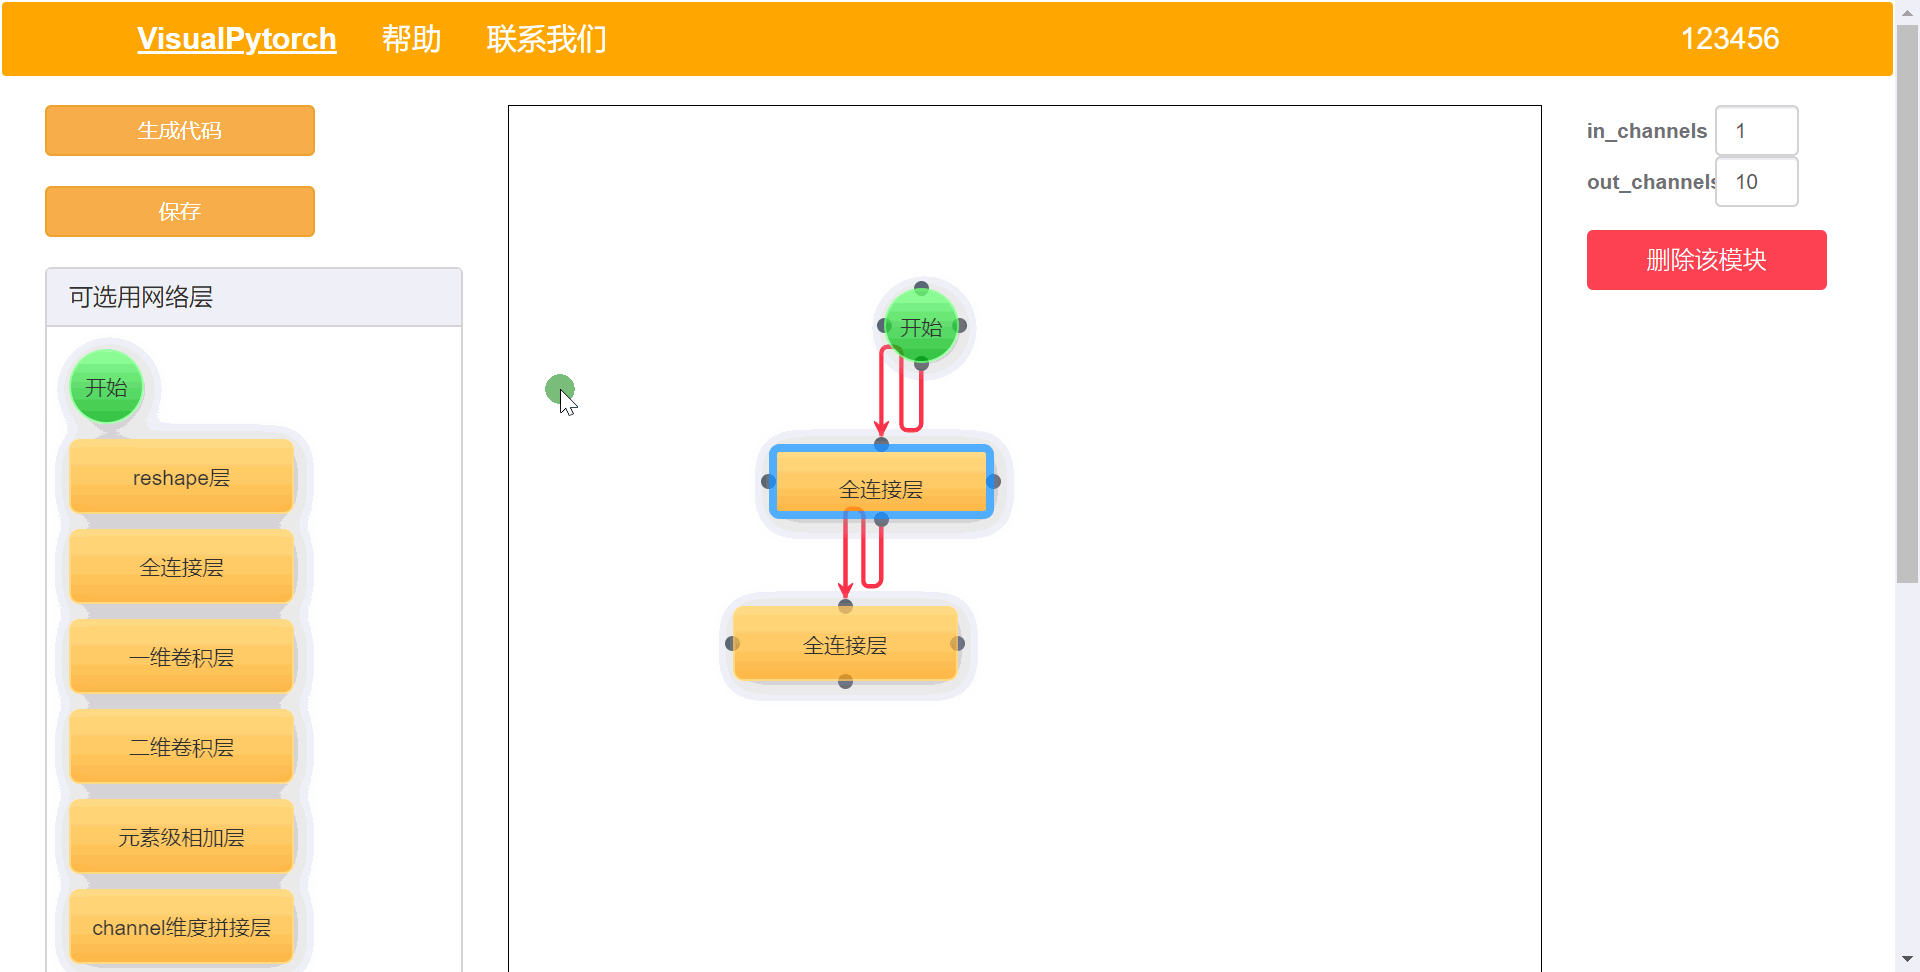 VisualPytorch 帮助 联系我们 123456
生成代码
保存
可选用网络层
开始
reshape层
全连接层
一维卷积层
二维卷积层
元素级相加层
channel维度拼接层
开始
全连接层
全连接层
in_channels 1
out_channels 10
删除该模块